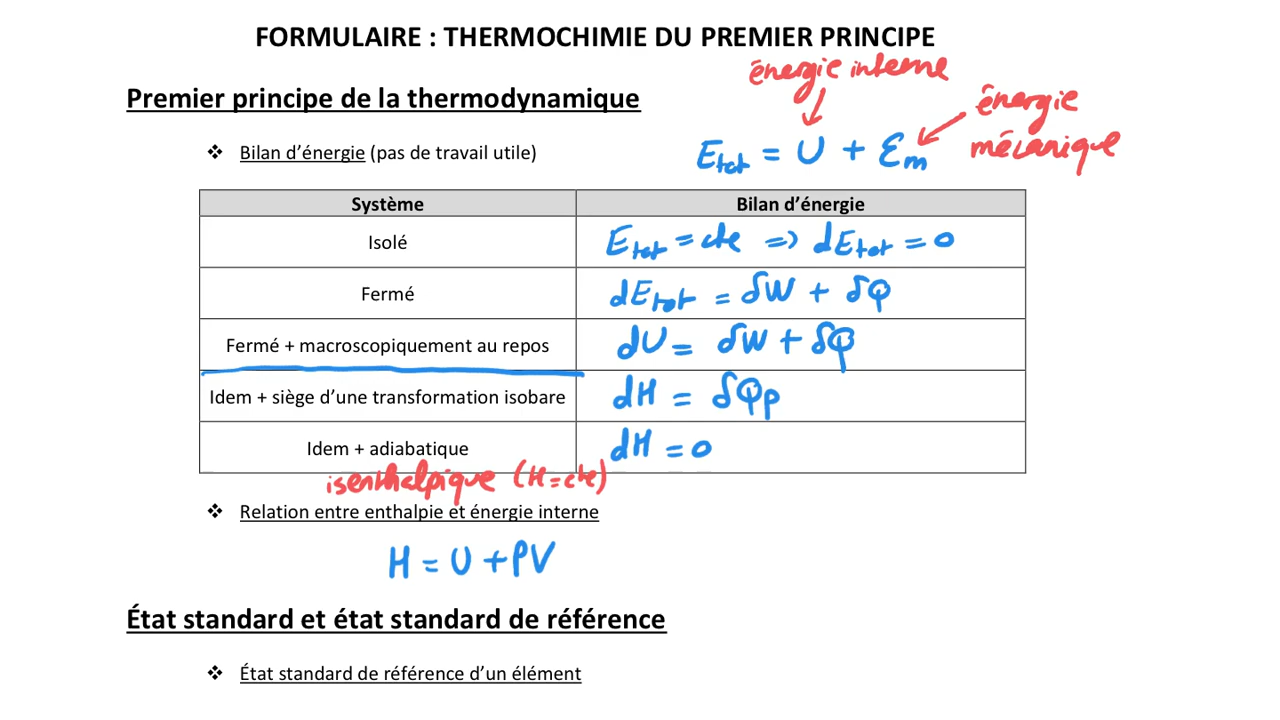 FORMULAIRE : THERMOCHIMIE DU PREMIER PRINCIPE
énergie interne
Premier principe de la thermodynamique
énergie
mécanique
❖ Bilan d’énergie (pas de travail utile)
Etot = U + Em
Système Bilan d’énergie
Isolé Etot = cte => dEtot = 0
Fermé dEtot = δW + δQ
Fermé + macroscopiquement au repos dU = δW + δQ
Idem + siège d’une transformation isobare dH = δQp
Idem + adiabatique dH = 0
isenthalpique (H=cte)
❖ Relation entre enthalpie et énergie interne
H = U + PV
État standard et état standard de référence
❖ État standard de référence d’un élément